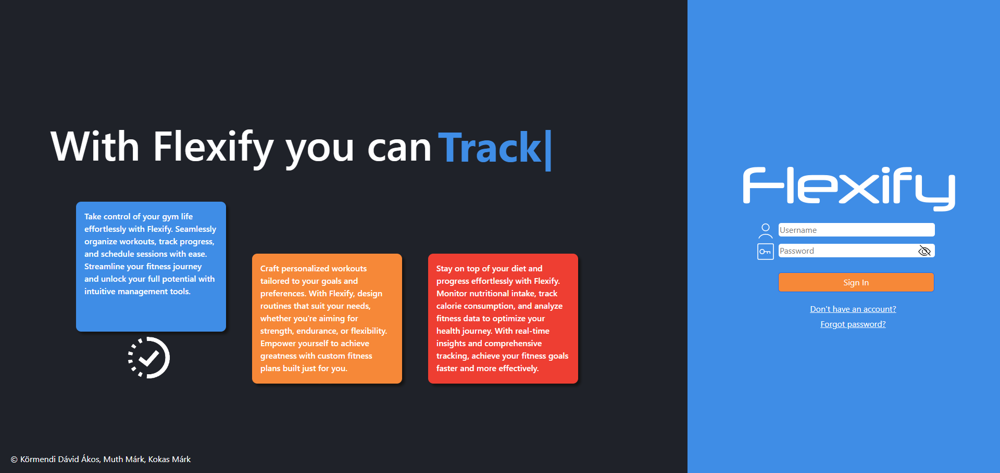 With Flexify you can Track|
Take control of your gym life
effortlessly with Flexify. Seamlessly
organize workouts, track progress,
and schedule sessions with ease.
Streamline your fitness journey
and unlock your full potential with
intuitive management tools.
Craft personalized workouts
tailored to your goals and
preferences. With Flexify, design
routines that suit your needs,
whether you're aiming for
strength, endurance, or flexibility.
Empower yourself to achieve
greatness with custom fitness
plans built just for you.
Stay on top of your diet and
progress effortlessly with Flexify.
Monitor nutritional intake, track
calorie consumption, and analyze
fitness data to optimize your
health journey. With real-time
insights and comprehensive
tracking, achieve your fitness goals
faster and more effectively.
© Körmendi Dávid Ákos, Muth Márk, Kokas Márk
Flexify
Username
Password
Sign In
Don't have an account?
Forgot password?